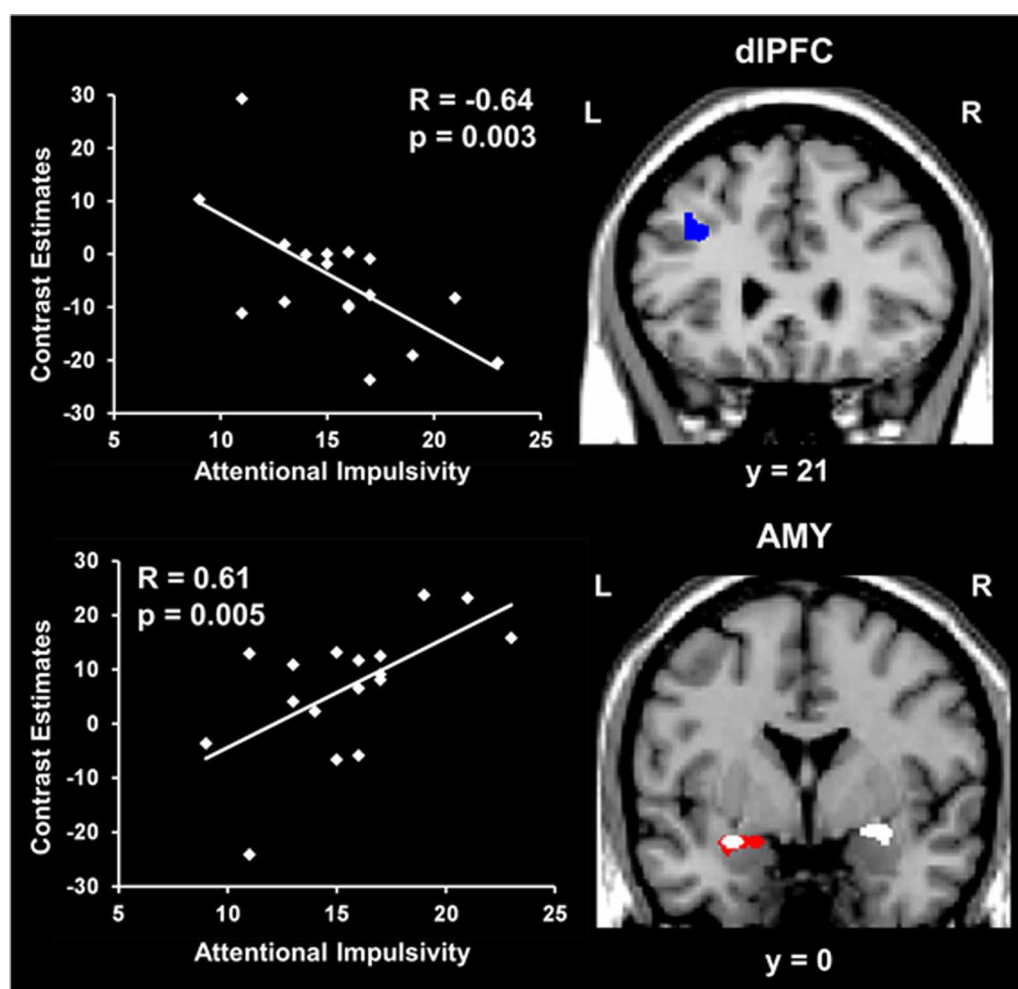 dlPFC
R = -0.64
p = 0.003
L
R
30
20
10
0
-10
-20
-30
Contrast Estimates
5
10
15
20
25
Attentional Impulsivity
y = 21
AMY
R = 0.61
p = 0.005
L
R
30
20
10
0
-10
-20
-30
Contrast Estimates
5
10
15
20
25
Attentional Impulsivity
y = 0